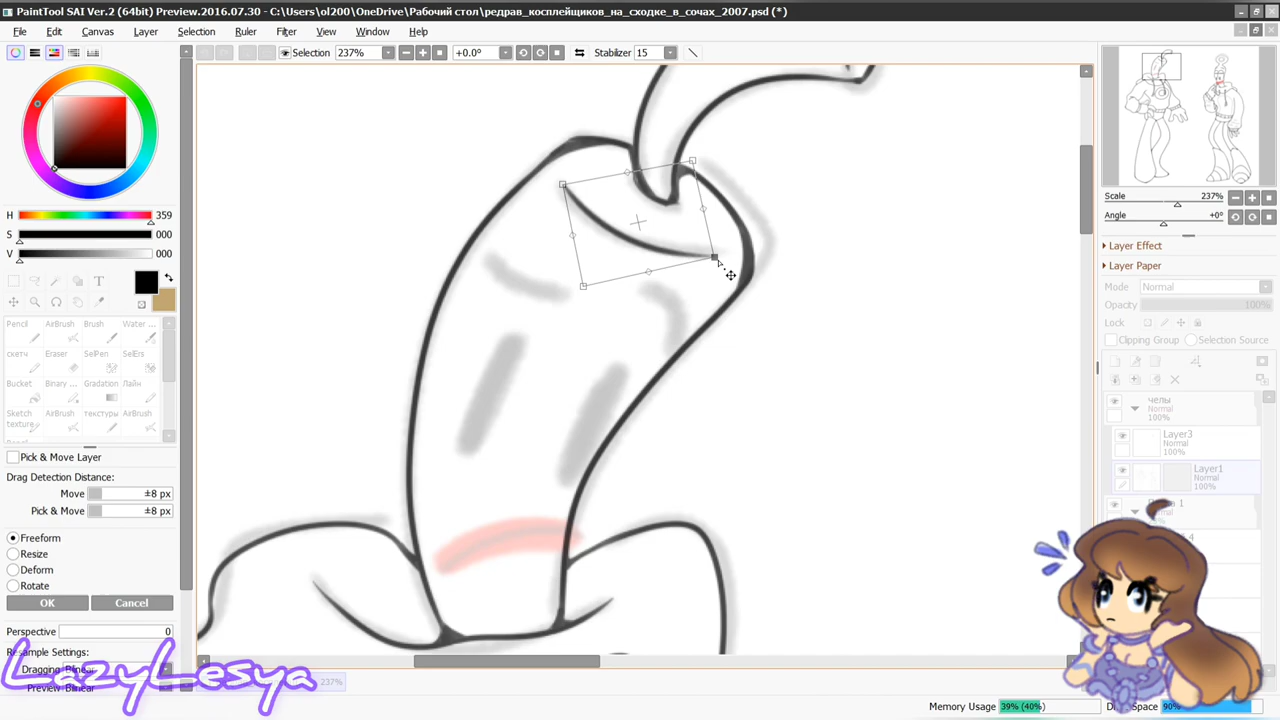 PaintTool SAI Ver.2 (64bit) Preview.2016.07.30 - C:\Users\ol200\OneDrive\Рабочий стол\редрав_косплейщиков_на_сходке_в_сочах_2007.psd (*)
File Edit Canvas Layer Selection Ruler Filter View Window Help
Selection 237% +0.0° Stabilizer 15
H 359
S 000
V 000
T
Pencil AirBrush Brush Water ...
скетч Eraser SelPen SelErs
Bucket Binary ... Gradation Лайн
Sketch texture AirBrush текстуры AirBrush
Pick & Move Layer
Drag Detection Distance:
Move ±8 px
Pick & Move ±8 px
Freeform
Resize
Deform
Rotate
OK Cancel
Perspective 0
Resample Settings:
Dragging Bilinear
Preview Bilinear
LazyLesya
237%
Scale 237%
Angle +0°
Layer Effect
Layer Paper
Mode Normal
Opacity 100%
Lock
Clipping Group Selection Source
челы
Normal
100%
Layer3
Normal
100%
Layer1
Normal
100%
Memory Usage 39% (40%)
Space 90%